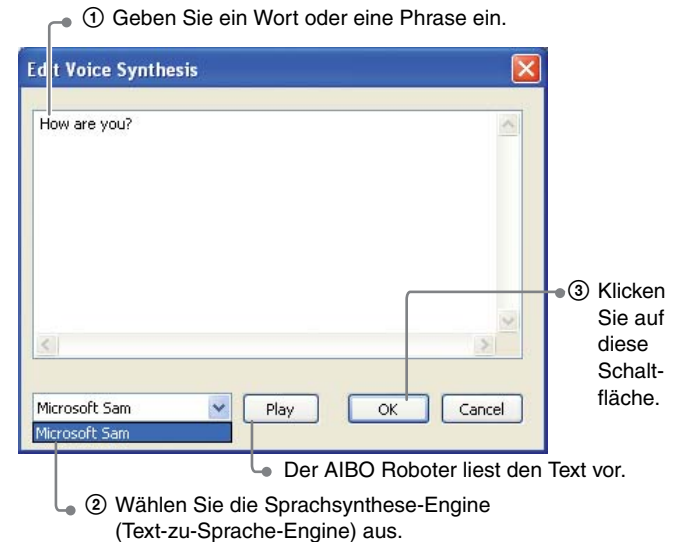 ① Geben Sie ein Wort oder eine Phrase ein.
Edit Voice Synthesis
How are you?
③ Klicken
Sie auf
diese
Schalt-
fläche.
Microsoft Sam
Play
OK
Cancel
Microsoft Sam
Der AIBO Roboter liest den Text vor.
② Wählen Sie die Sprachsynthese-Engine
(Text-zu-Sprache-Engine) aus.